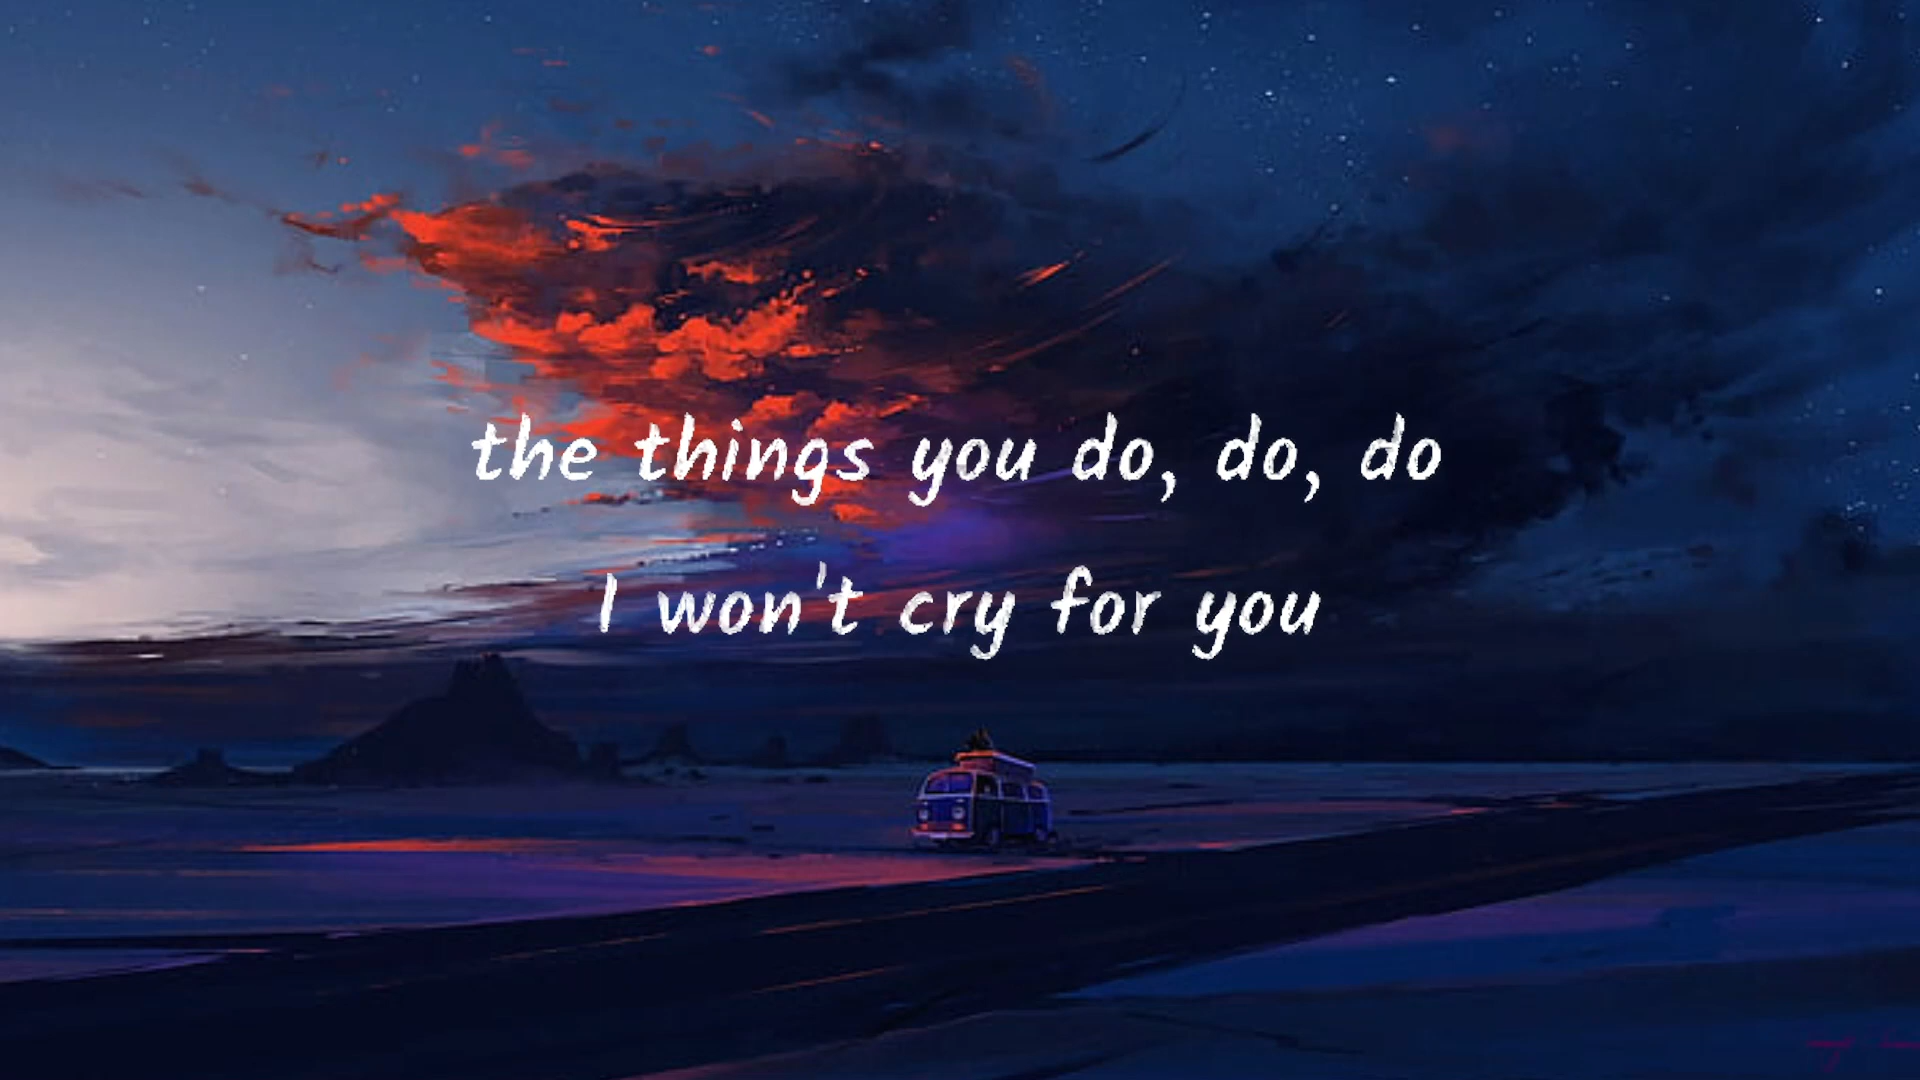 the things you do, do, do
I won't cry for you